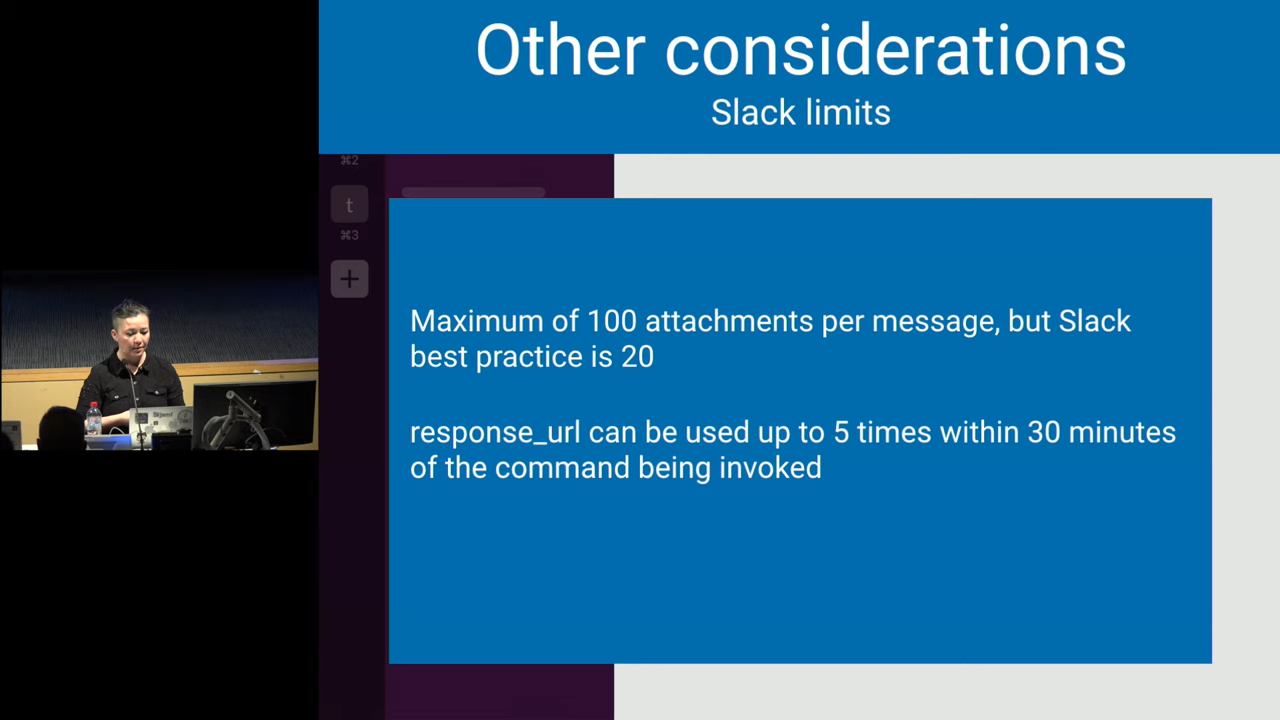 Other considerations
Slack limits
⌘2
t
⌘3
+
Maximum of 100 attachments per message, but Slack
best practice is 20
response_url can be used up to 5 times within 30 minutes
of the command being invoked